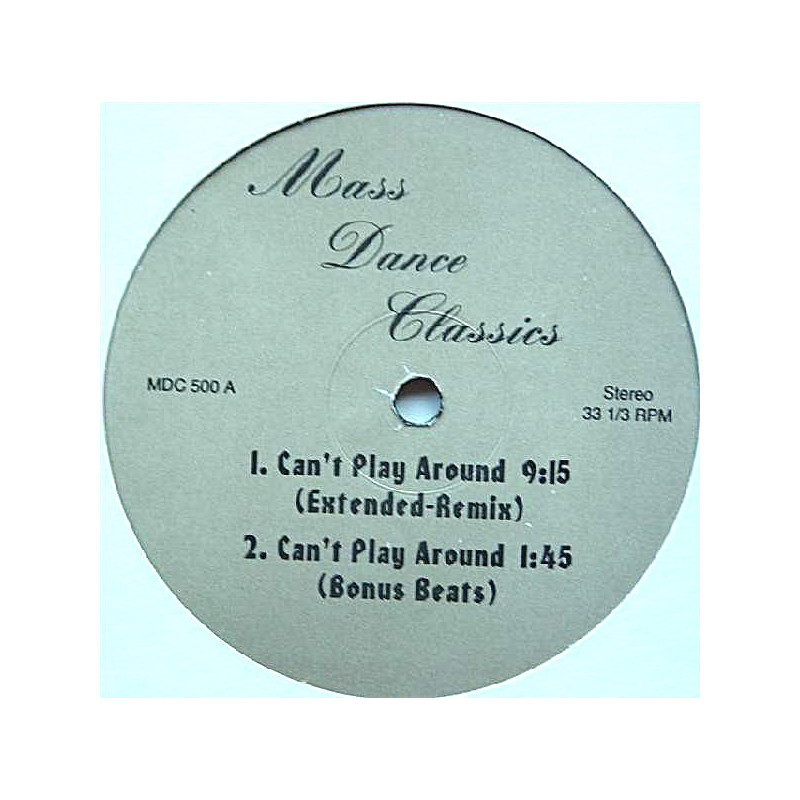 Mass
Dance
Classics
MDC 500 A
Stereo
33 1/3 RPM
1. Can't Play Around 9:15
(Extended-Remix)
2. Can't Play Around 1:45
(Bonus Beats)